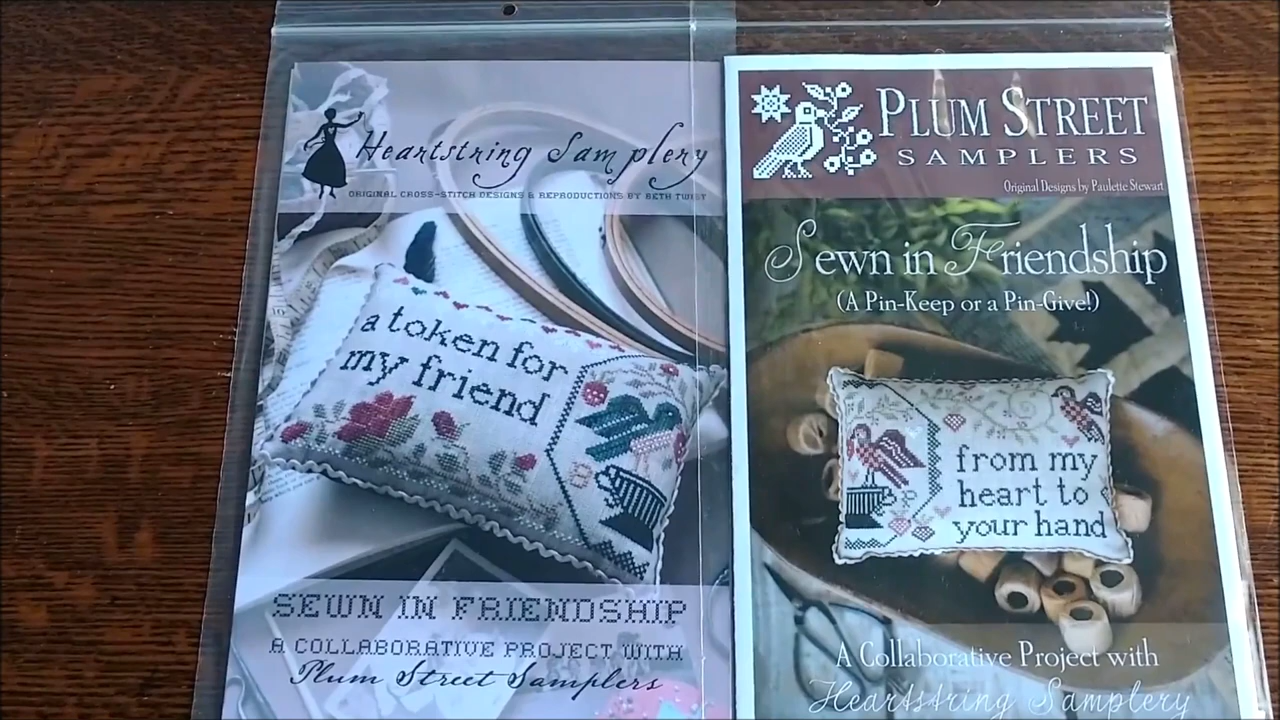 Heartstring Samplery
ORIGINAL CROSS-STITCH DESIGNS & REPRODUCTIONS BY BETH TWIST
a token for
my friend
SEWN IN FRIENDSHIP
A COLLABORATIVE PROJECT WITH
Plum Street Samplers
PLUM STREET
SAMPLERS
Original Designs by Paulette Stewart
Sewn in Friendship
(A Pin-Keep or a Pin-Give!)
from my
heart to
your hand
A Collaborative Project with
Heartstring Samplery